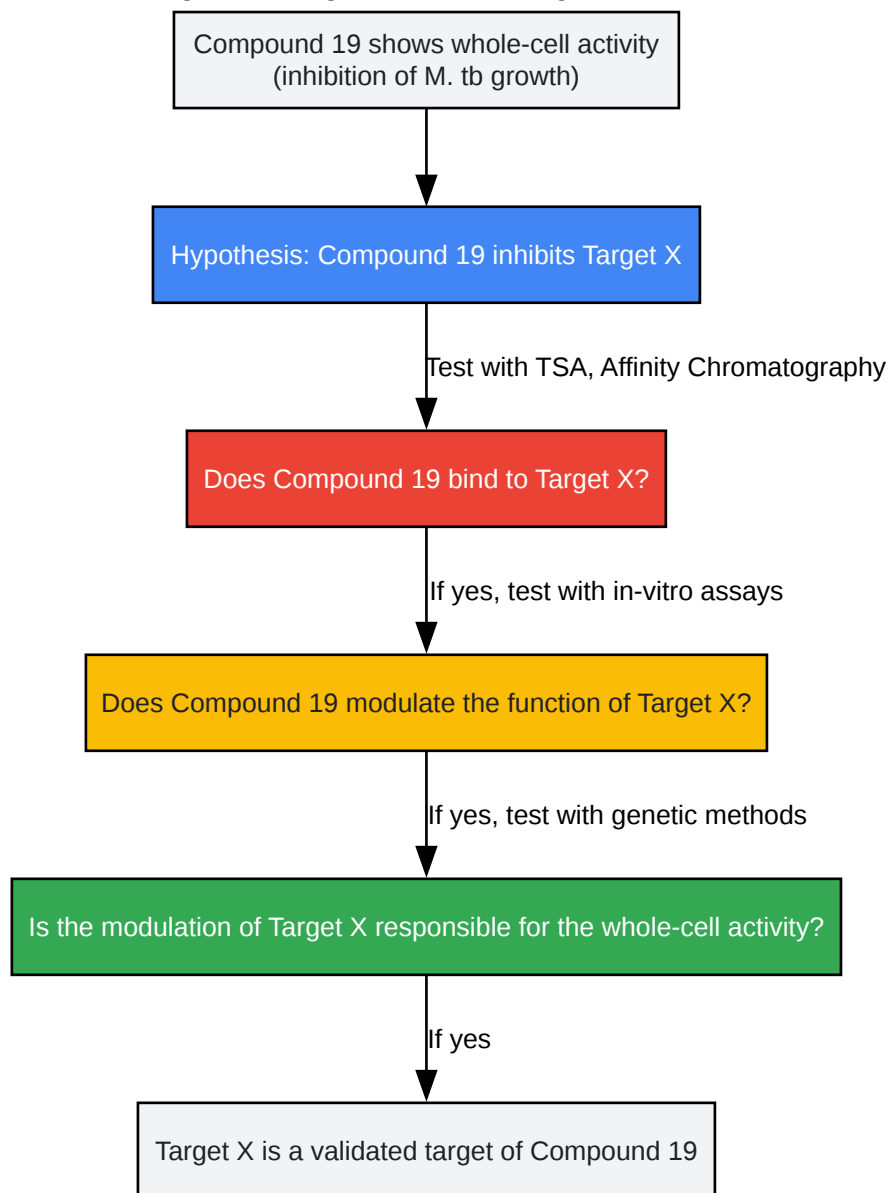 Compound 19 shows whole-cell activity
(inhibition of M. tb growth)
Hypothesis: Compound 19 inhibits Target X
Test with TSA, Affinity Chromatography
Does Compound 19 bind to Target X?
If yes, test with in-vitro assays
Does Compound 19 modulate the function of Target X?
If yes, test with genetic methods
Is the modulation of Target X responsible for the whole-cell activity?
If yes
Target X is a validated target of Compound 19